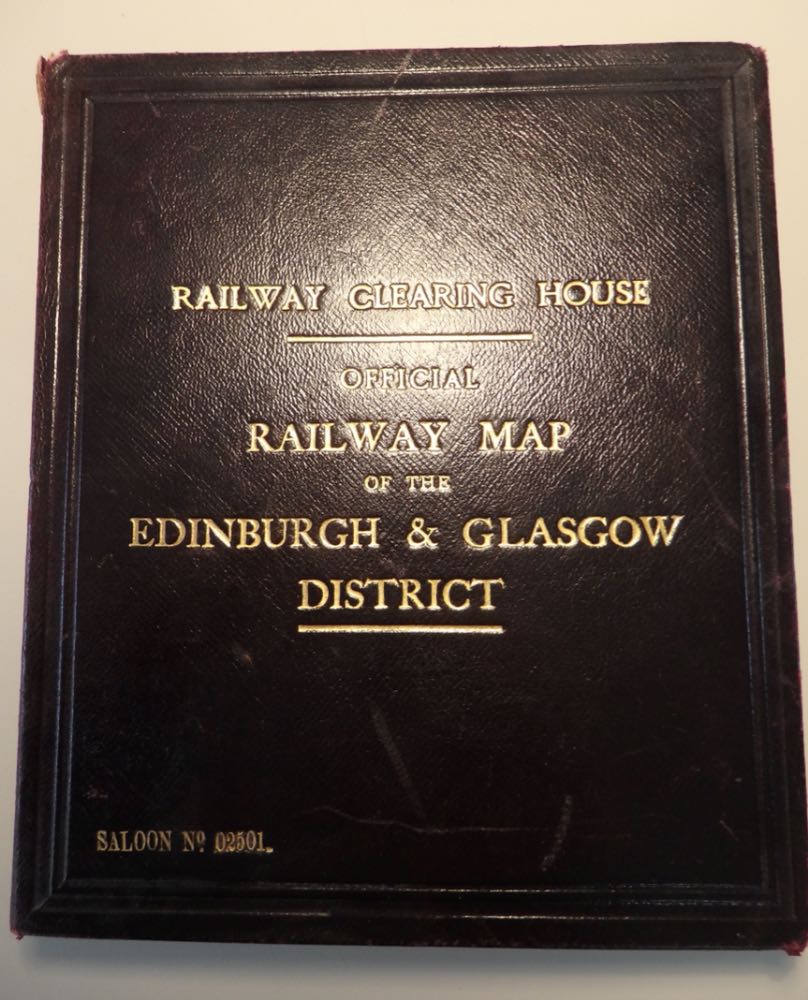 RAILWAY CLEARING HOUSE
OFFICIAL
RAILWAY MAP
OF THE
EDINBURGH & GLASGOW
DISTRICT
SALOON Nº 02501.